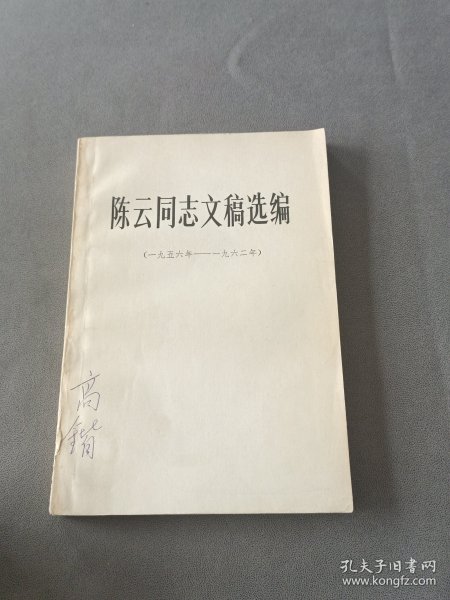 陈云同志文稿选编
(一九五六年——一九六二年)
高
锴
孔夫子旧书网
www.kongfz.com